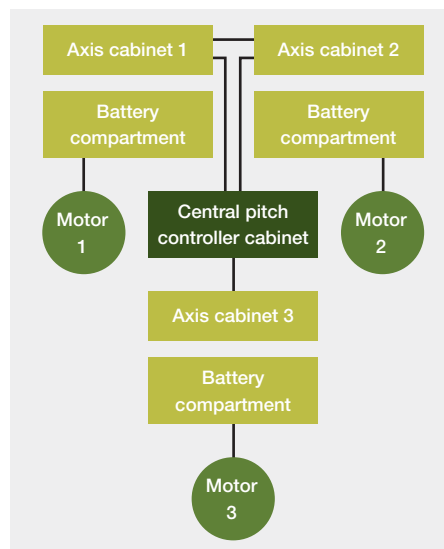 Axis cabinet 1
Axis cabinet 2
Battery
compartment
Battery
compartment
Motor
1
Central pitch
controller cabinet
Motor
2
Axis cabinet 3
Battery
compartment
Motor
3